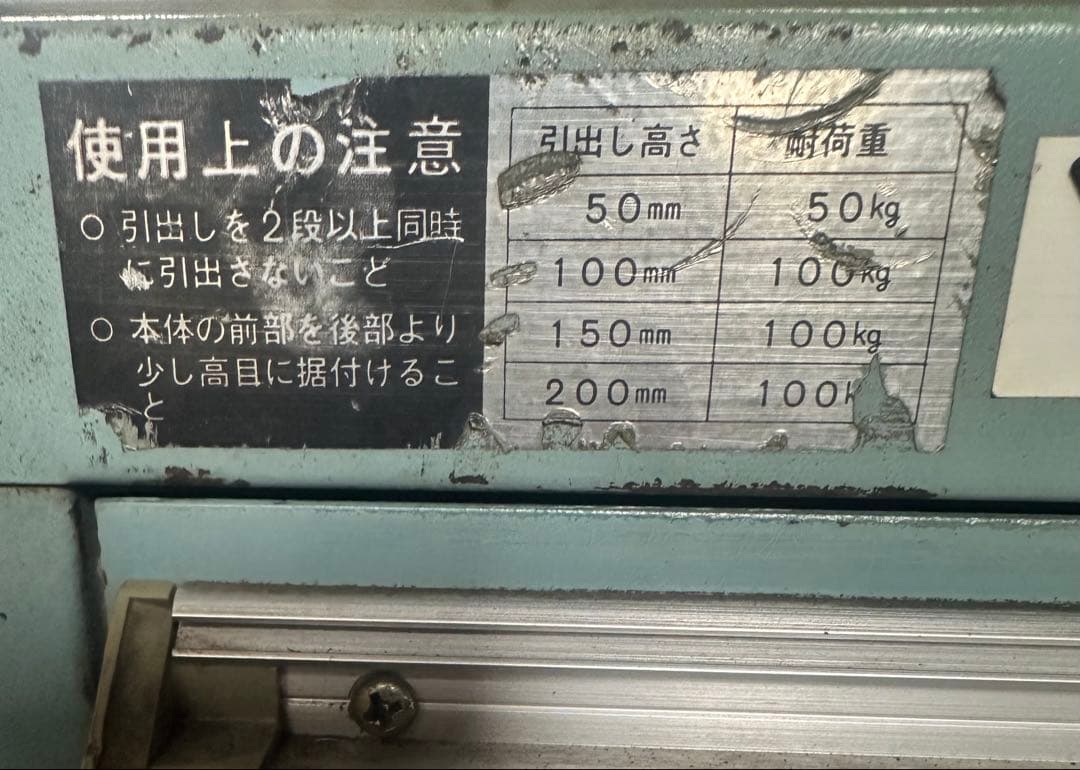 使用上の注意
○ 引出しを2段以上同時
に引出さないこと
○ 本体の前部を後部より
少し高目に据付けるこ
と
引出し高さ 耐荷重
50mm 50kg
100mm 100kg
150mm 100kg
200mm 100k